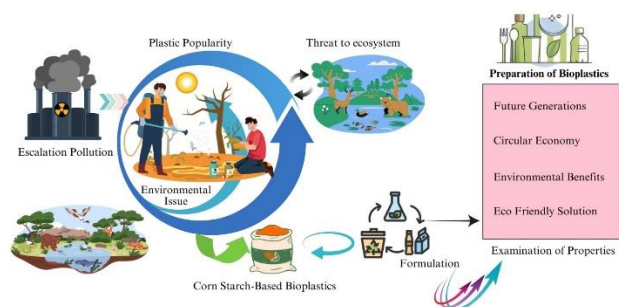 Plastic Popularity
Threat to ecosystem
Escalation Pollution
Environmental
Issue
Corn Starch-Based Bioplastics
Formulation
Preparation of Bioplastics
Future Generations
Circular Economy
Environmental Benefits
Eco Friendly Solution
Examination of Properties